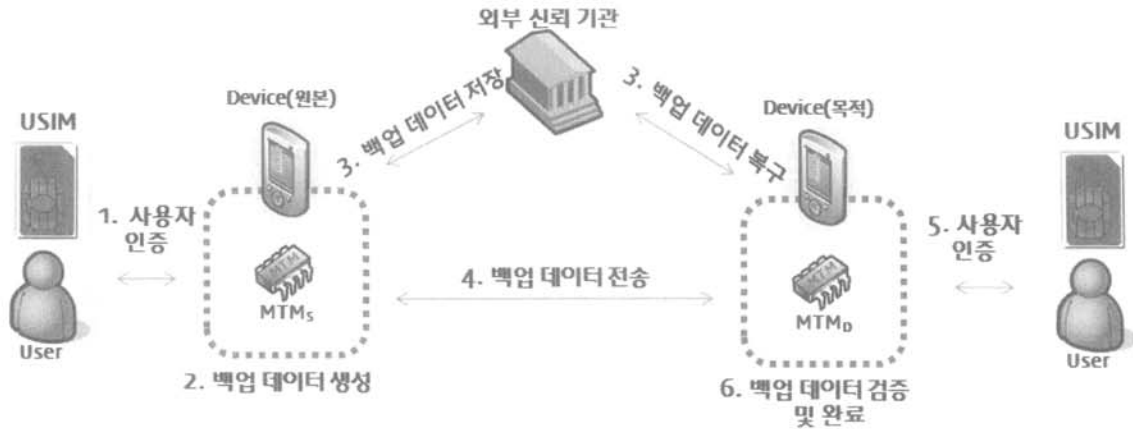 외부 신뢰 기관
Device(원본)
3. 백업 데이터 저장
3. 백업 데이터 복구
Device(목적)
USIM
USIM
1. 사용자
인증
5. 사용자
인증
MTM
MTM
4. 백업 데이터 전송
MTMS
MTMD
User
User
2. 백업 데이터 생성
6. 백업 데이터 검증
및 완료